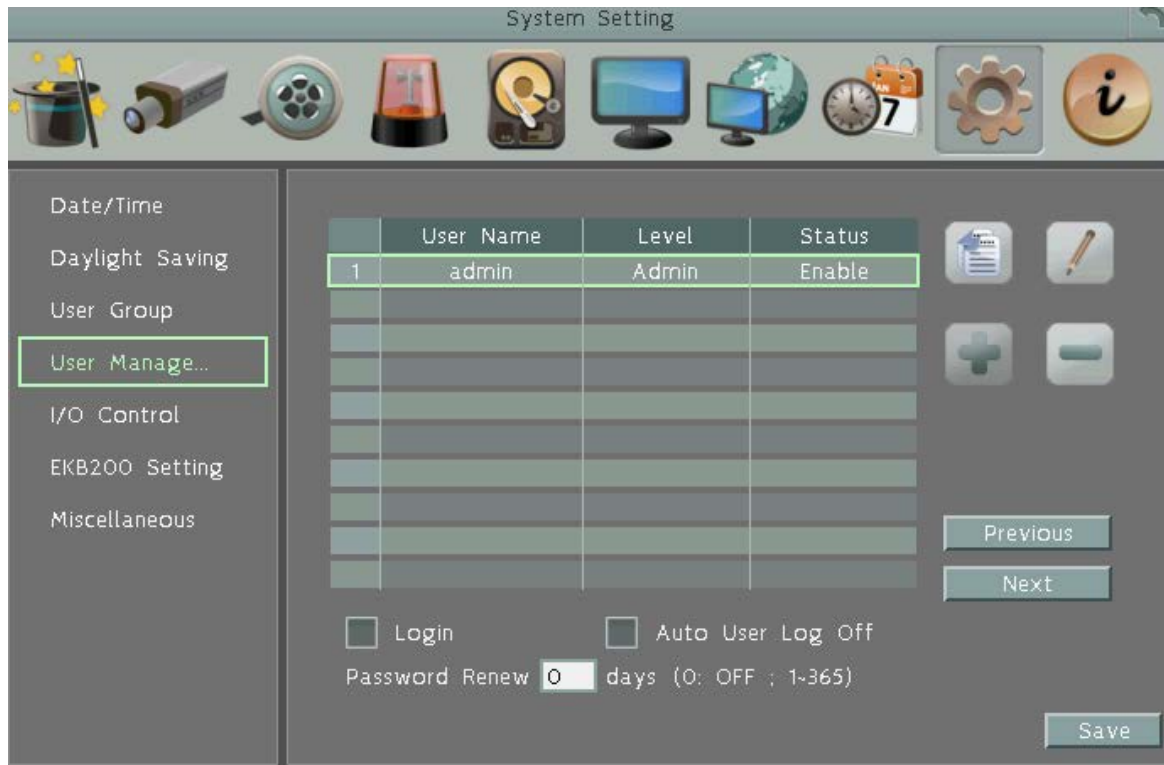 System Setting
JAN
7
i
Date/Time
Daylight Saving
User Group
User Manage...
I/O Control
EKB200 Setting
Miscellaneous
User Name Level Status
1 admin Admin Enable
Previous
Next
Login Auto User Log Off
Password Renew 0 days (0: OFF ; 1~365)
Save